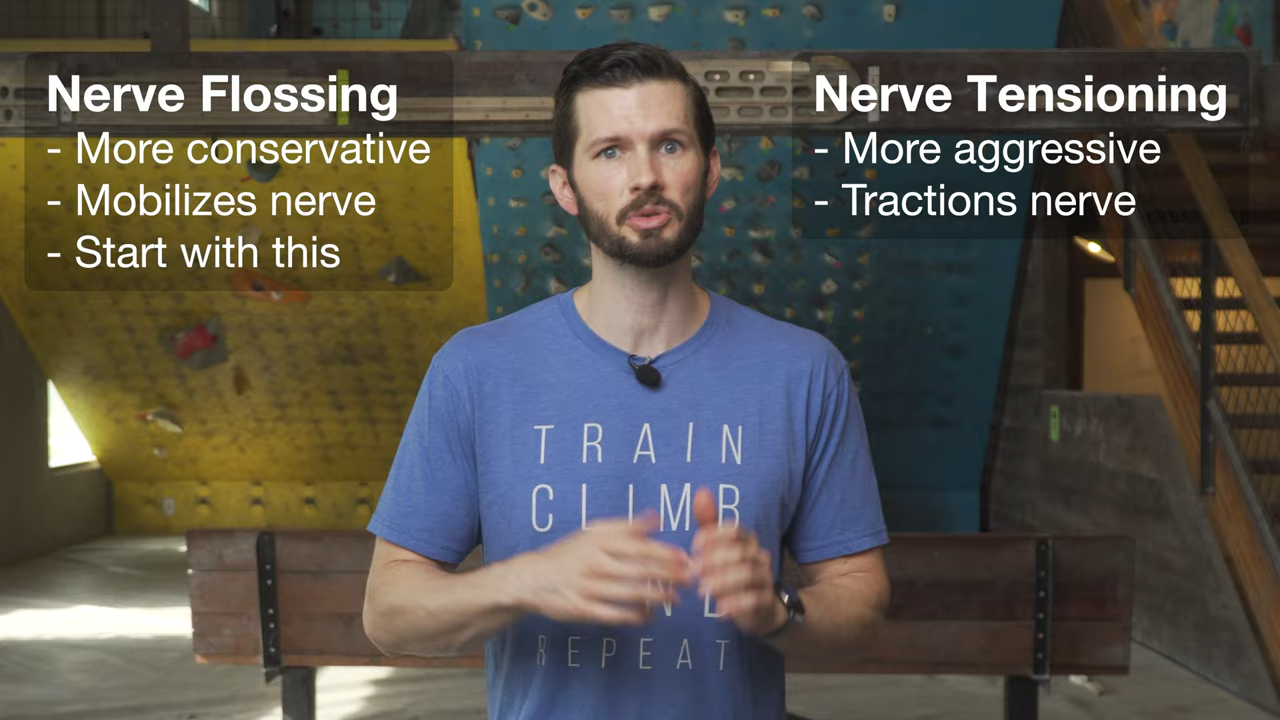 Nerve Flossing
- More conservative
- Mobilizes nerve
- Start with this
Nerve Tensioning
- More aggressive
- Tractions nerve
TRAIN
CLIMB
REPEAT